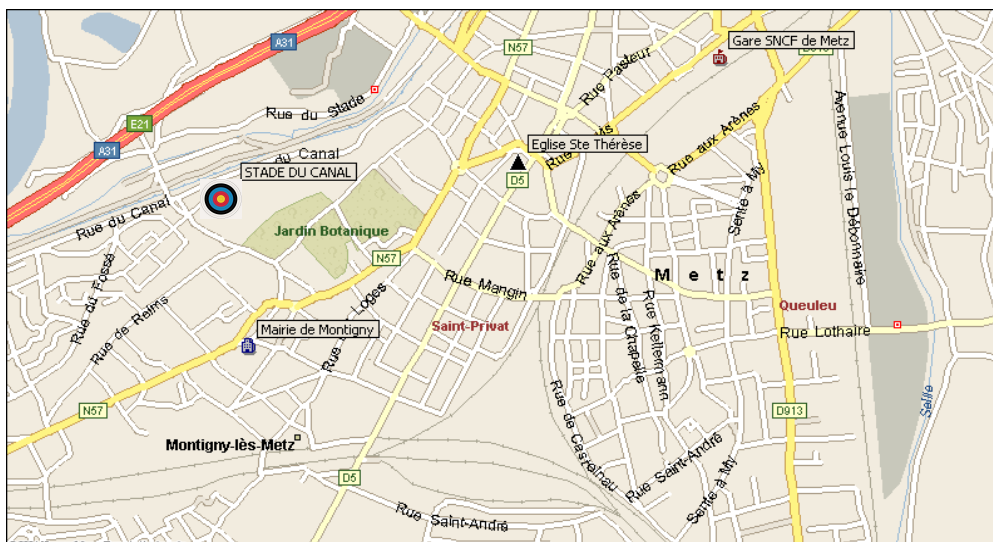 N57
Gare SNCF de Metz
A31
Rue Pasteur
Rue du Stade
E21
Eglise Ste Thérèse
Rue aux Arènes
Avenue Louis le Débonnaire
A31
du Canal
STADE DU CANAL
D5
Sente à My
Rue du Canal
Jardin Botanique
Rue aux Arènes
N57
Metz
Rue du Fossé
Rue Mangin
Rue de la Chapelle
Rue Kellermann
Queuleu
Rue de Reims
Mairie de Montigny
Loges
Saint-Privat
Rue Lothaire
Seille
N57
D913
Rue de Castelnau
Montigny-lès-Metz
D5
Rue Saint-André
Sente à My
Rue Saint-André